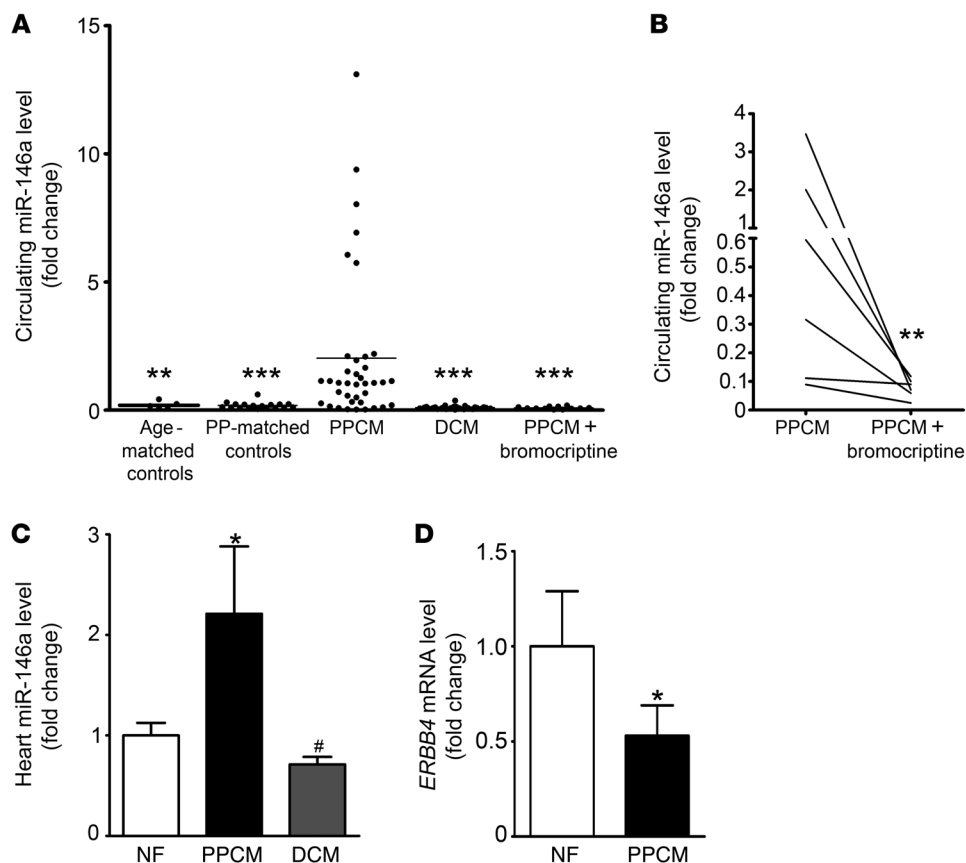 A
Circulating miR-146a level
(fold change)
15
10
5
0
**
***
***
***
Age-
matched
controls
PP-matched
controls
PPCM
DCM
PPCM +
bromocriptine
B
Circulating miR-146a level
(fold change)
4
3
2
1
0.6
0.5
0.3
0.3
0.1
0
**
PPCM
PPCM +
bromocriptine
C
Heart miR-146a level
(fold change)
3
2
1
0
*
#
NF
PPCM
DCM
D
ERBB4 mRNA level
(fold change)
1.5
1.0
0.5
0
*
NF
PPCM